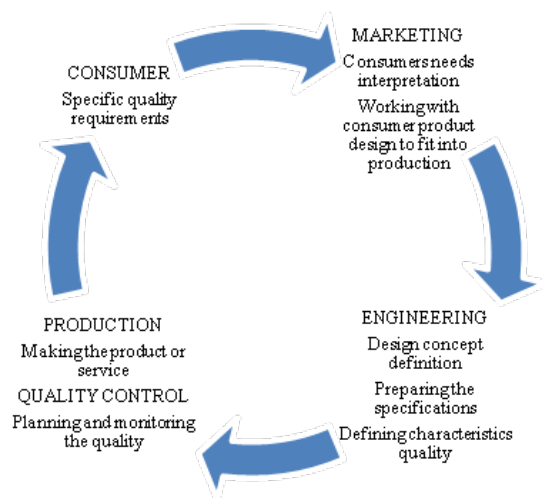 CONSUMER
Specific quality
requirements
MARKETING
Consumers needs
interpretation
Working with
consumer product
design to fit into
production
ENGINEERING
Design concept
definition
Preparing the
specifications
Defining characteristics
quality
PRODUCTION
Making the product or
service
QUALITY CONTROL
Planning and monitoring
the quality